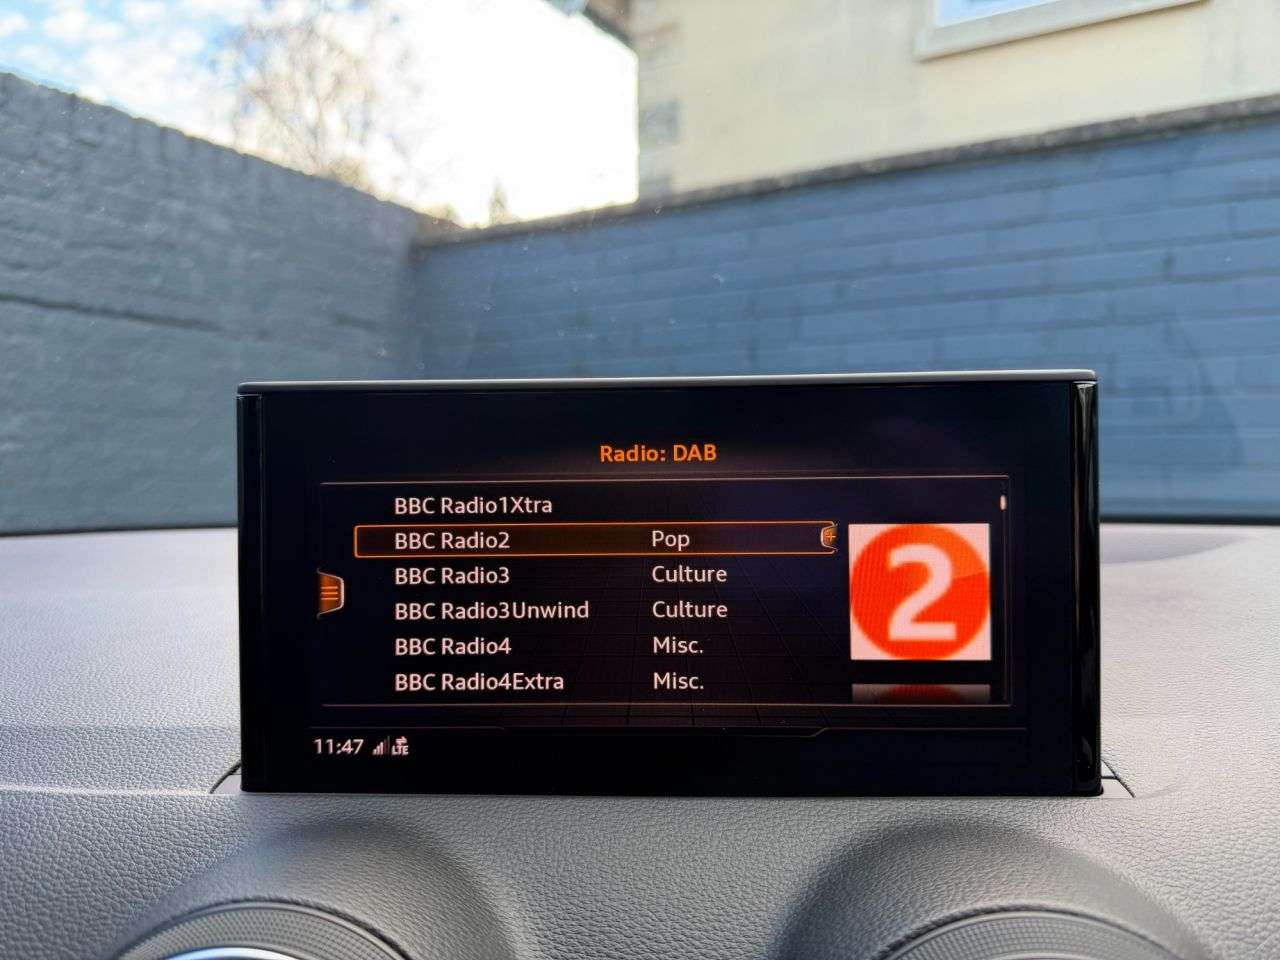 Radio: DAB
BBC Radio1Xtra
BBC Radio2 Pop
BBC Radio3 Culture
BBC Radio3Unwind Culture
BBC Radio4 Misc.
BBC Radio4Extra Misc.
2
11:47 LTE